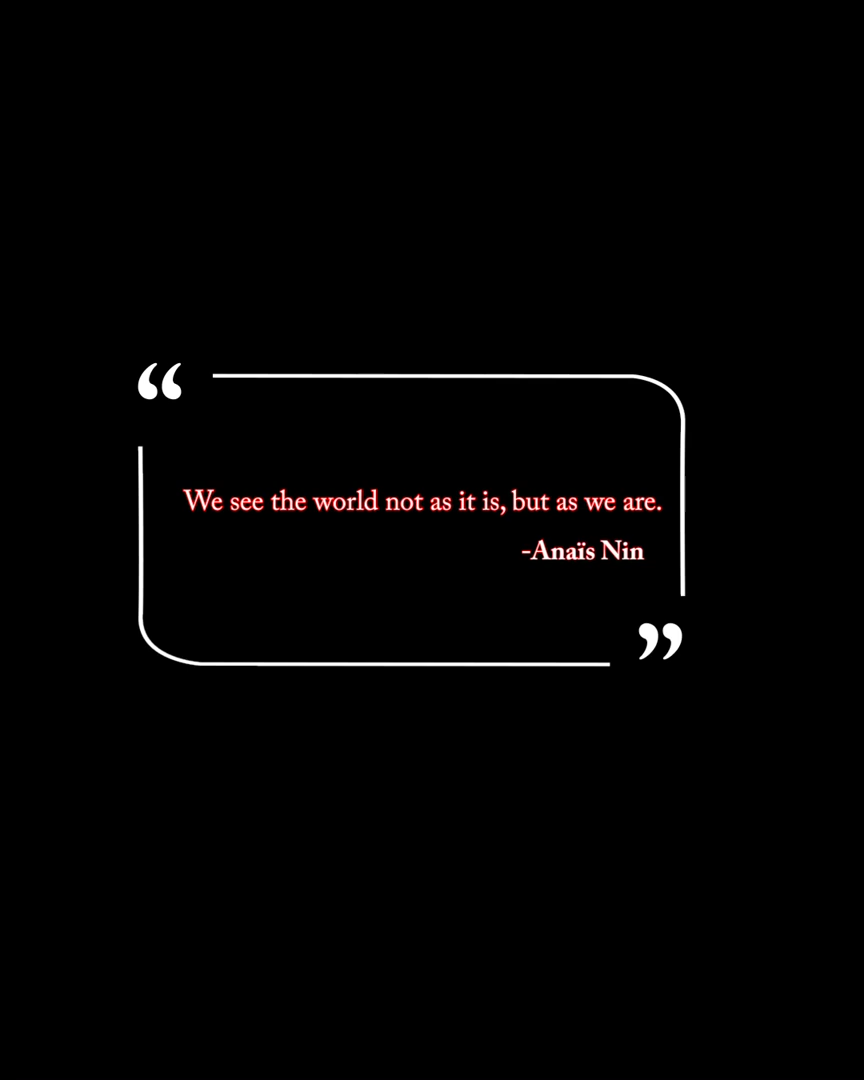 “
We see the world not as it is, but as we are.
-Anaïs Nin
”